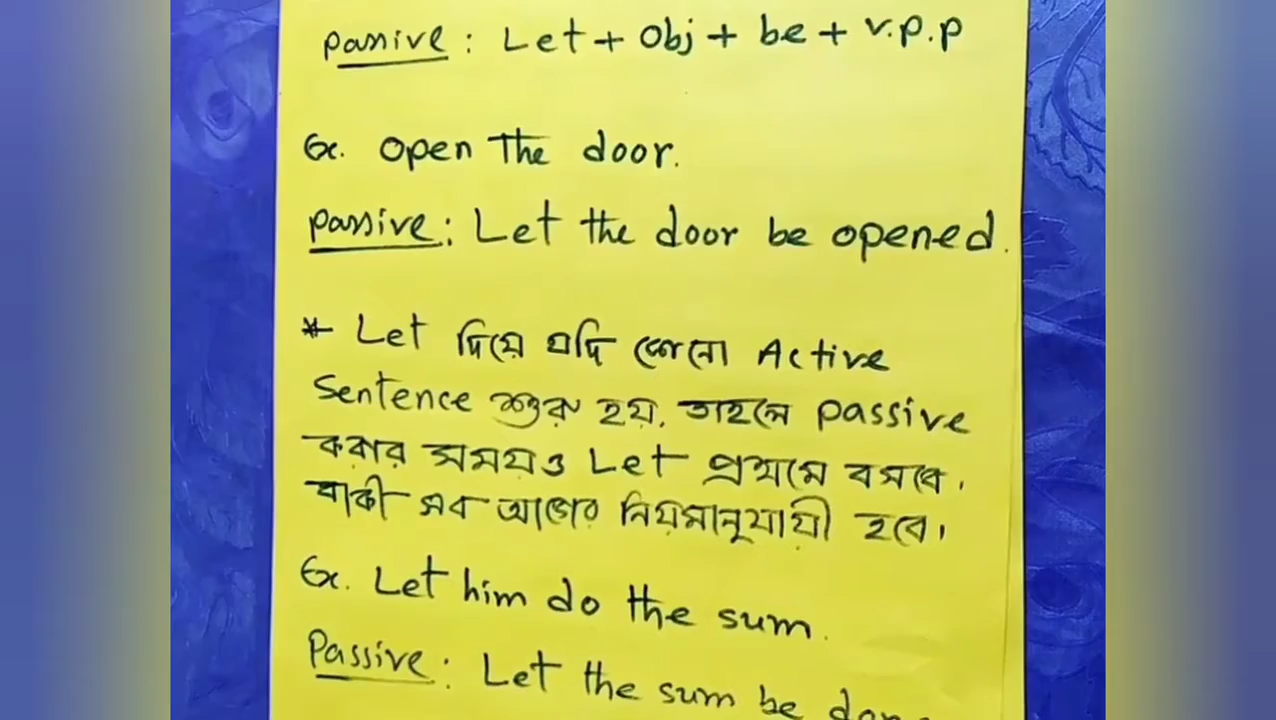 Passive: Let + Obj + be + v.p.p
Ex. Open The door.
Passive: Let the door be opened.
* Let দিয়ে যদি কোনো Active
Sentence শুরু হয়, তাহলে passive
করার সময়ও Let প্রথমে বসবে।
বাকী সব আগের নিয়মানুযায়ী হবে।
Ex. Let him do the sum.
Passive: Let the sum be done